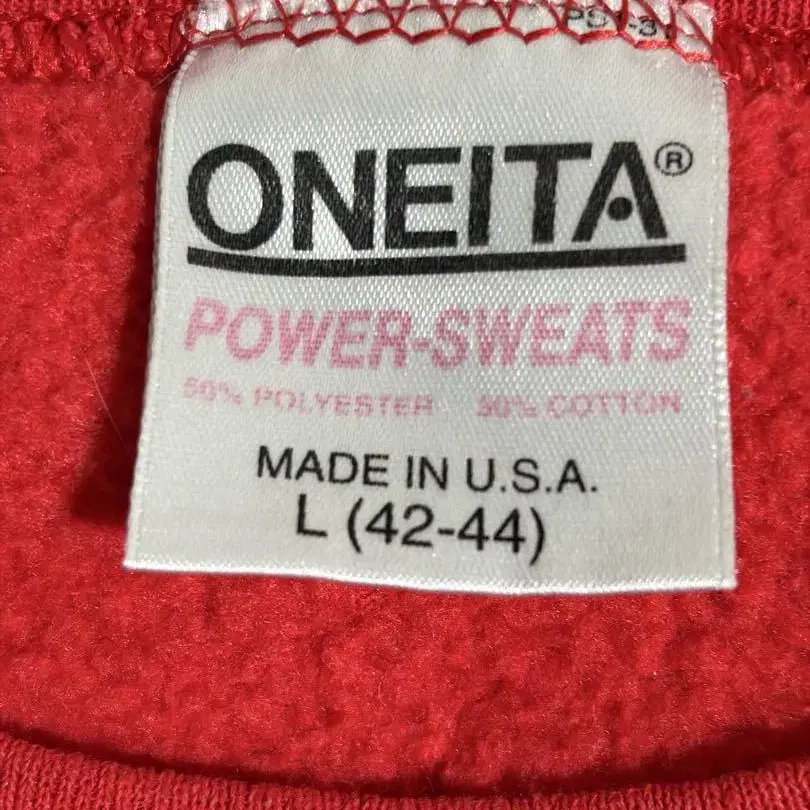 ONEITA®
POWER-SWEATS
50% POLYESTER 50% COTTON
MADE IN U.S.A.
L (42-44)